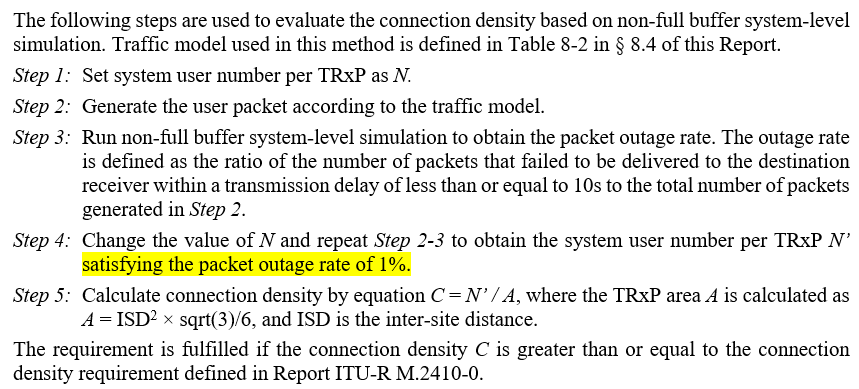 The following steps are used to evaluate the connection density based on non-full buffer system-level
simulation. Traffic model used in this method is defined in Table 8-2 in § 8.4 of this Report.
Step 1: Set system user number per TRxP as N.
Step 2: Generate the user packet according to the traffic model.
Step 3: Run non-full buffer system-level simulation to obtain the packet outage rate. The outage rate
is defined as the ratio of the number of packets that failed to be delivered to the destination
receiver within a transmission delay of less than or equal to 10s to the total number of packets
generated in Step 2.
Step 4: Change the value of N and repeat Step 2-3 to obtain the system user number per TRxP N’
satisfying the packet outage rate of 1%.
Step 5: Calculate connection density by equation C = N’ / A, where the TRxP area A is calculated as
A = ISD² × sqrt(3)/6, and ISD is the inter-site distance.
The requirement is fulfilled if the connection density C is greater than or equal to the connection
density requirement defined in Report ITU-R M.2410-0.